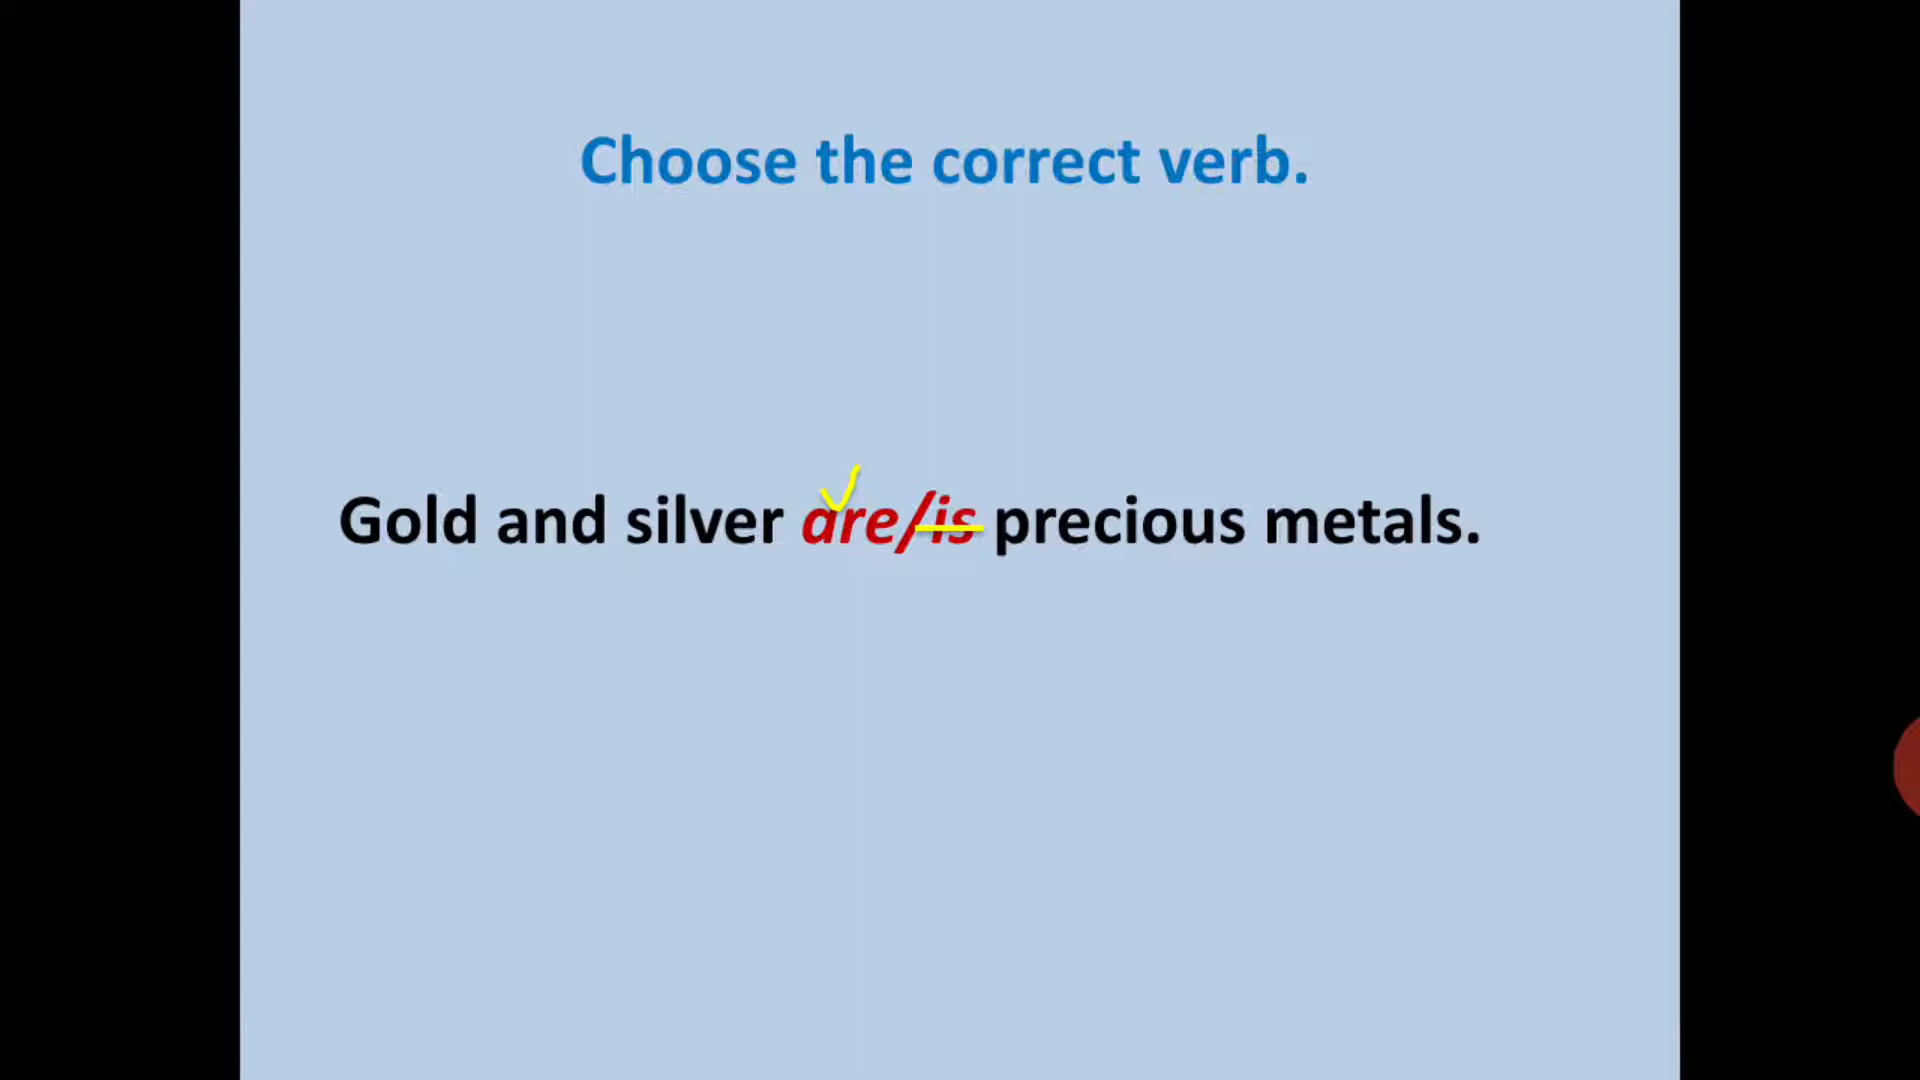 Choose the correct verb.
Gold and silver are/is precious metals.